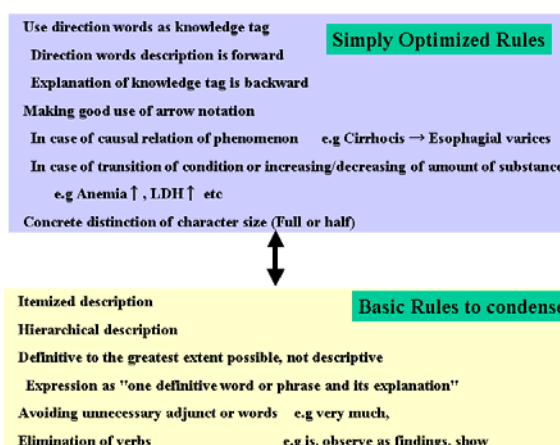 Use direction words as knowledge tag
Simply Optimized Rules
Direction words description is forward
Explanation of knowledge tag is backward
Making good use of arrow notation
In case of causal relation of phenomenon e.g Cirrhocis → Esophagial varices
In case of transition of condition or increasing/decreasing of amount of substance
e.g Anemia↑, LDH↑ etc
Concrete distinction of character size (Full or half)
Itemized description
Basic Rules to condense
Hierarchical description
Definitive to the greatest extent possible, not descriptive
Expression as "one definitive word or phrase and its explanation"
Avoiding unnecessary adjunct or words e.g very much,
Elimination of verbs e.g is, observe as findings, show